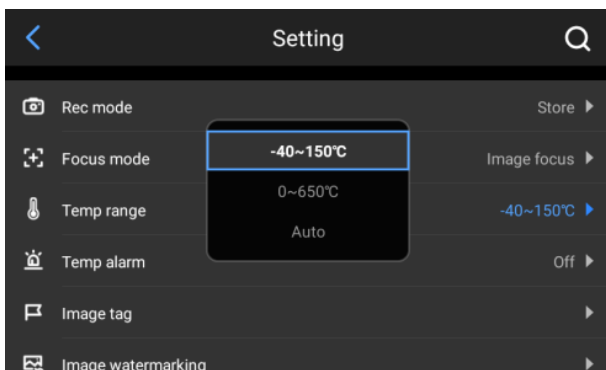 Setting
Rec mode Store
-40~150℃
Focus mode Image focus
0~650℃
Temp range -40~150℃
Auto
Temp alarm Off
Image tag
Image watermarking